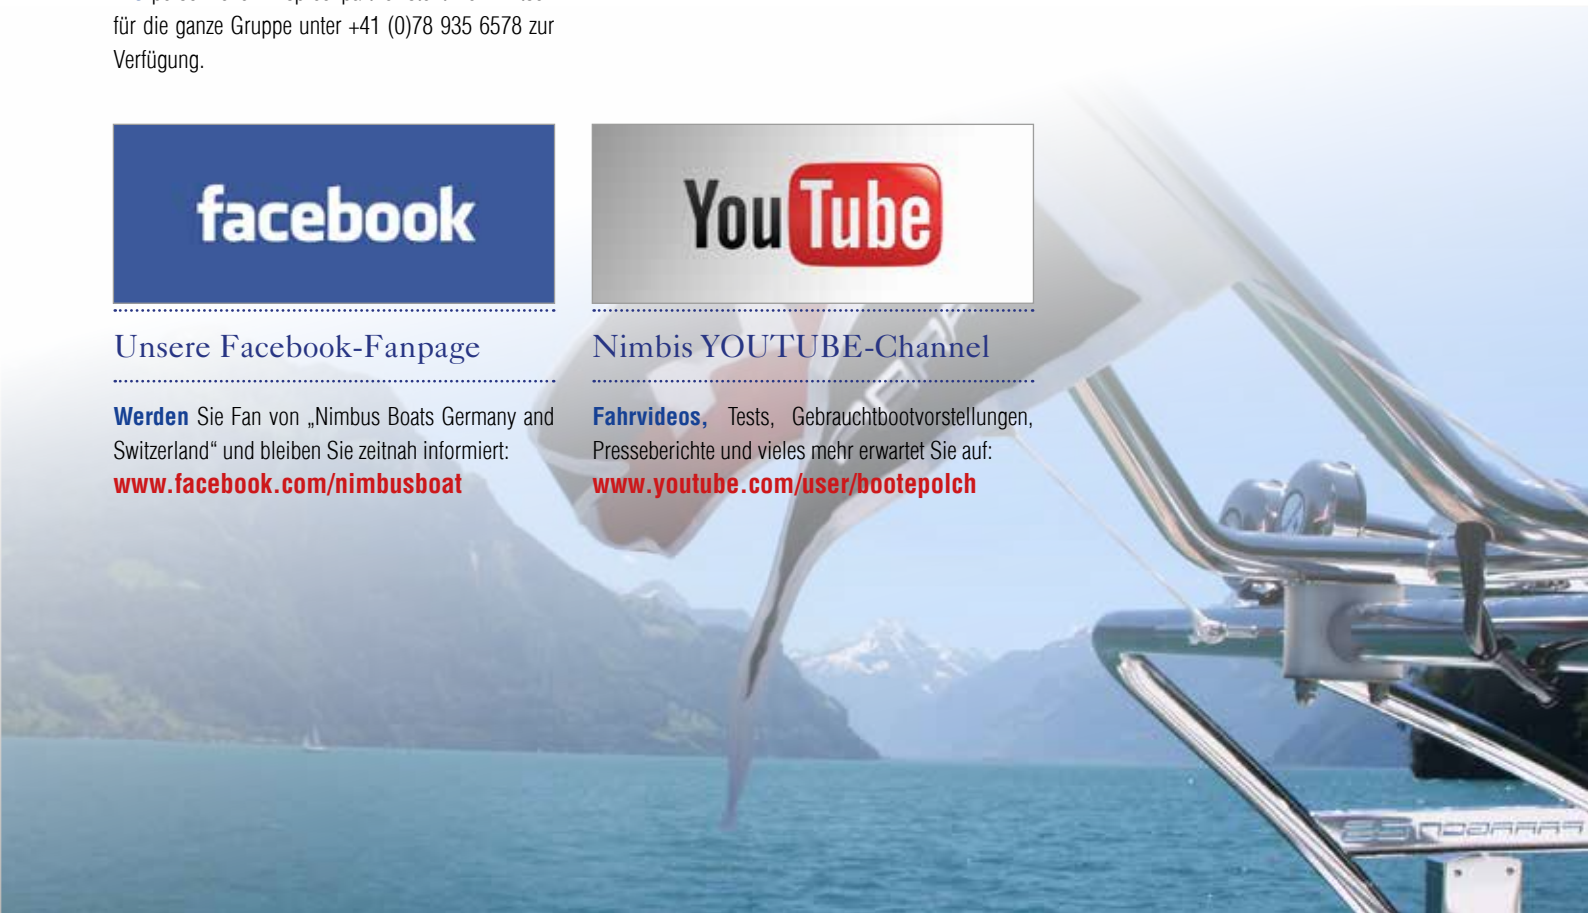 für die ganze Gruppe unter +41 (0)78 935 6578 zur
Verfügung.
facebook
Unsere Facebook-Fanpage
Werden Sie Fan von „Nimbus Boats Germany and
Switzerland“ und bleiben Sie zeitnah informiert:
www.facebook.com/nimbusboat
YouTube
Nimbis YOUTUBE-Channel
Fahrvideos, Tests, Gebrauchtbootvorstellungen,
Presseberichte und vieles mehr erwartet Sie auf:
www.youtube.com/user/bootepolch